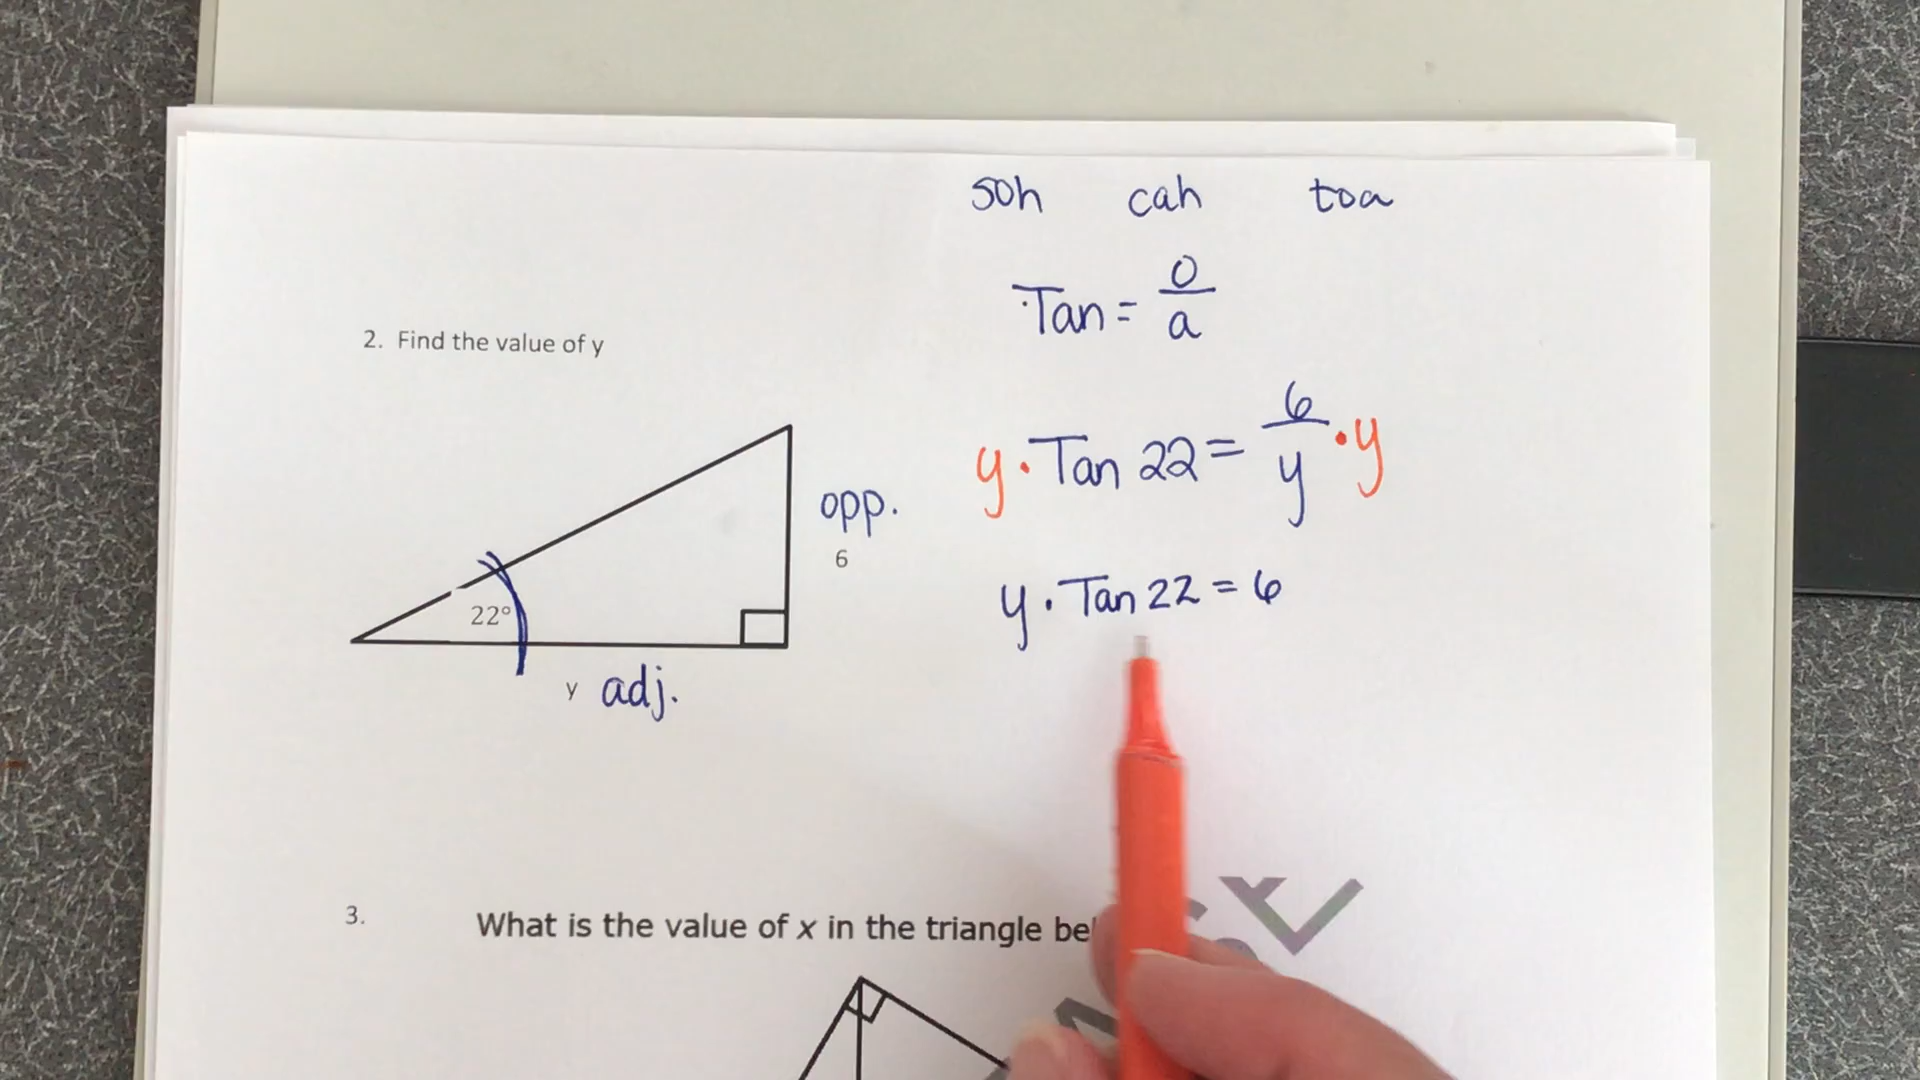 soh cah toa
Tan = o/a
2. Find the value of y
y · Tan 22 = 6/y · y
opp.
6
22°
y · Tan 22 = 6
y adj.
3. What is the value of x in the triangle